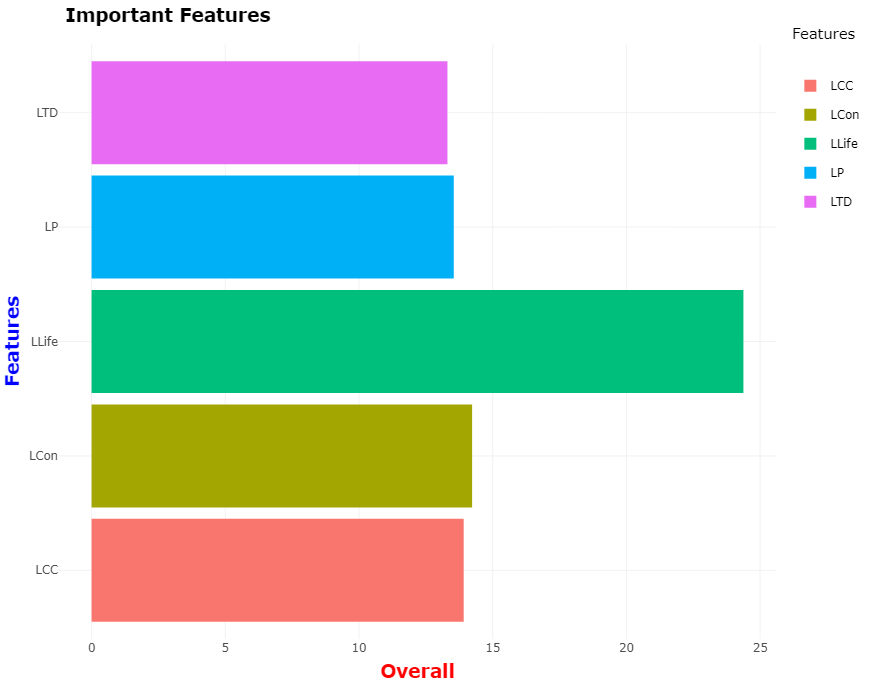 Important Features
Features
LCC
LCon
LLife
LP
LTD
LTD
LP
LLife
LCon
LCC
Features
0 5 10 15 20 25
Overall